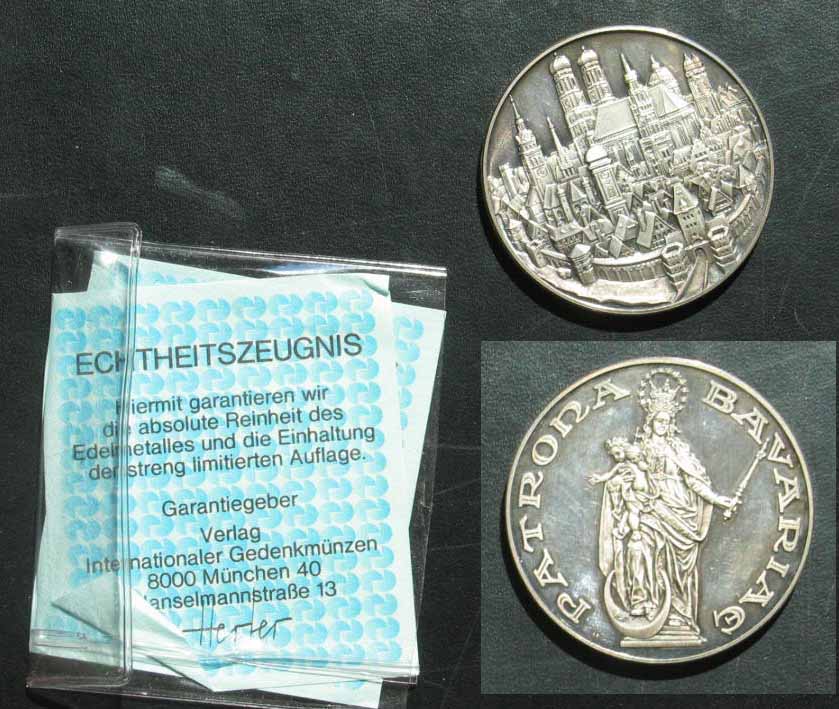 ECHTHEITSZEUGNIS
Hiermit garantieren wir
die absolute Reinheit des
Edelmetalles und die Einhaltung
der streng limitierten Auflage.
Garantiegeber
Verlag
Internationaler Gedenkmünzen
8000 München 40
Hanselmannstraße 13
Herter
PATRONA BAVARIAE